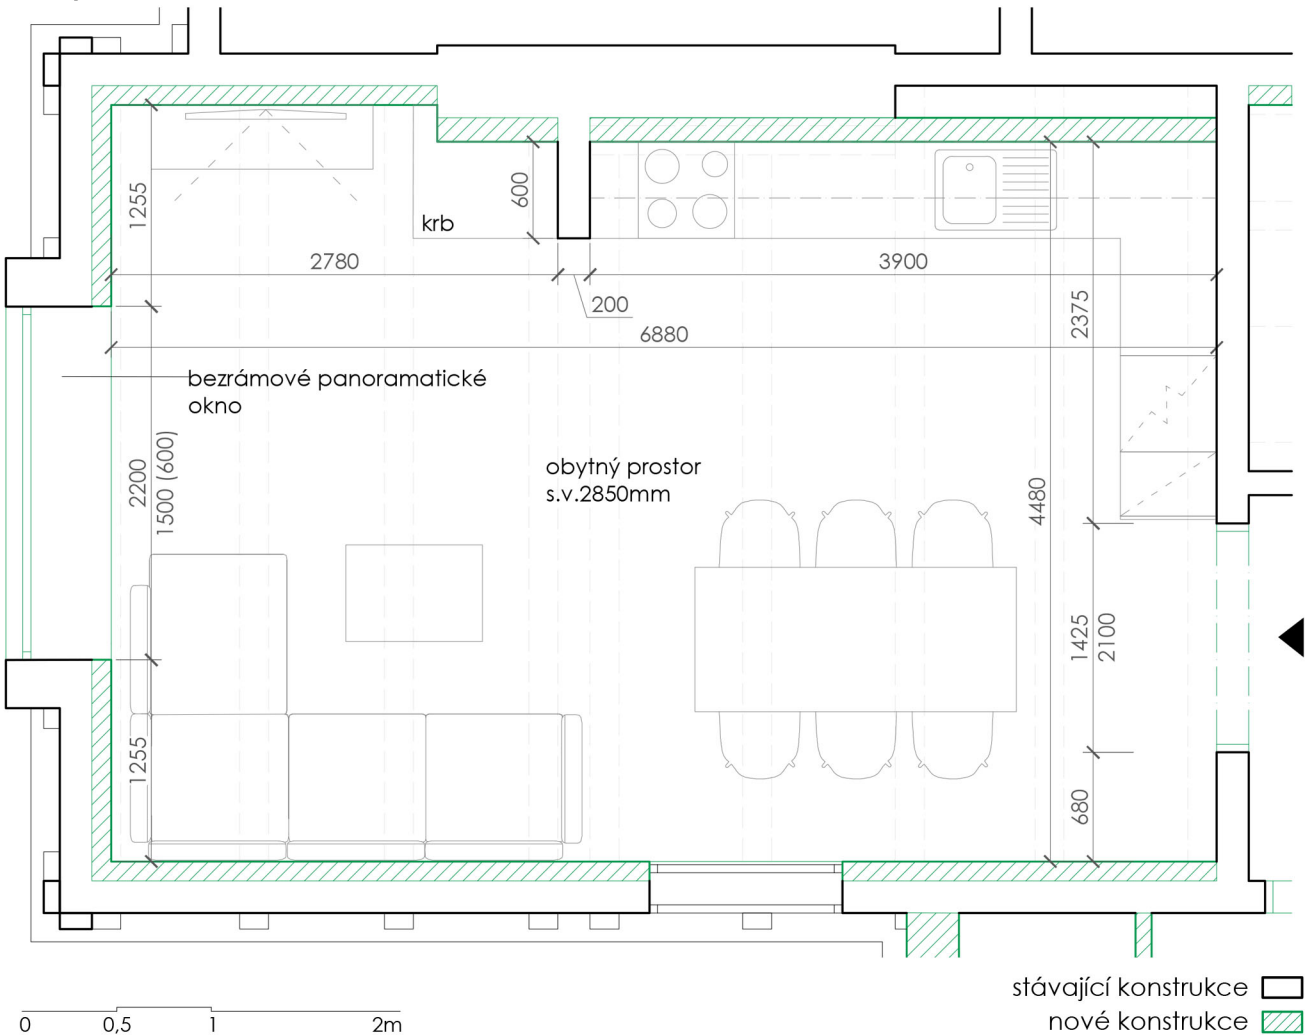 1255
600
krb
2780
3900
200
2375
6880
bezrámové panoramatické
okno
2200
1500 (600)
obytný prostor
s.v.2850mm
4480
1425
2100
1255
680
stávající konstrukce
nové konstrukce
0 0,5 1 2m